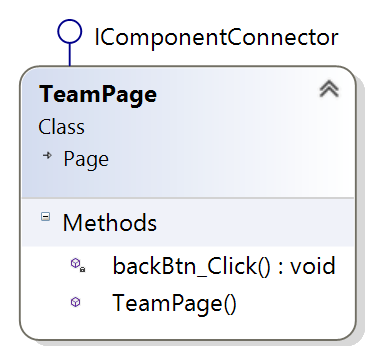 IComponentConnector
TeamPage
Class
Page
Methods
backBtn_Click() : void
TeamPage()